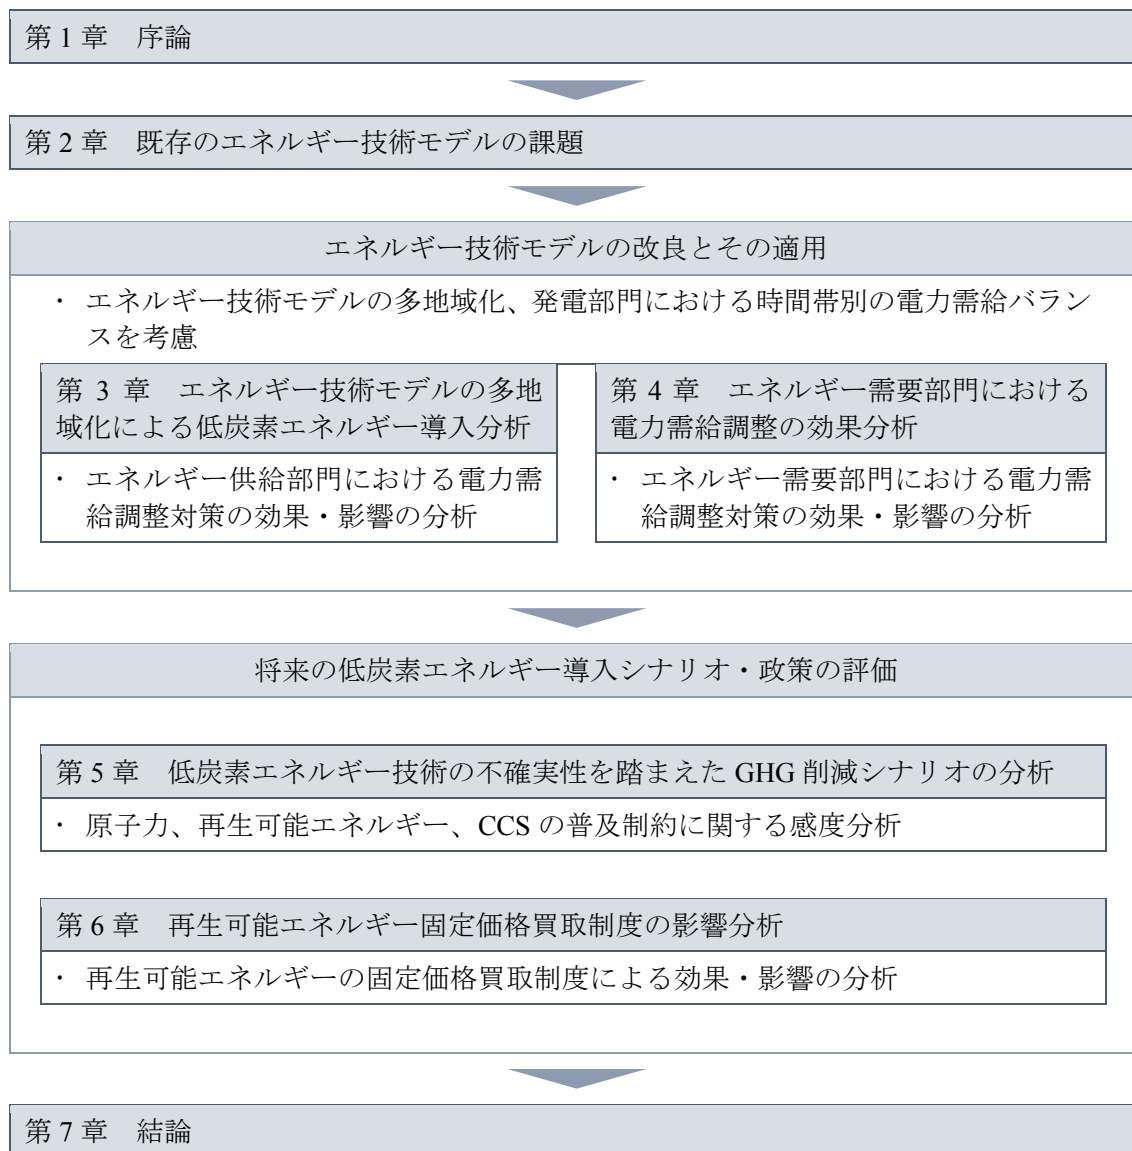 第 1 章　序論
第 2 章　既存のエネルギー技術モデルの課題
エネルギー技術モデルの改良とその適用
・ エネルギー技術モデルの多地域化、発電部門における時間帯別の電力需給バラン
スを考慮
第 3 章　エネルギー技術モデルの多地
域化による低炭素エネルギー導入分析
・ エネルギー供給部門における電力需
給調整対策の効果・影響の分析
第 4 章　エネルギー需要部門における
電力需給調整の効果分析
・ エネルギー需要部門における電力需
給調整対策の効果・影響の分析
将来の低炭素エネルギー導入シナリオ・政策の評価
第 5 章　低炭素エネルギー技術の不確実性を踏まえた GHG 削減シナリオの分析
・ 原子力、再生可能エネルギー、CCS の普及制約に関する感度分析
第 6 章　再生可能エネルギー固定価格買取制度の影響分析
・ 再生可能エネルギーの固定価格買取制度による効果・影響の分析
第 7 章　結論